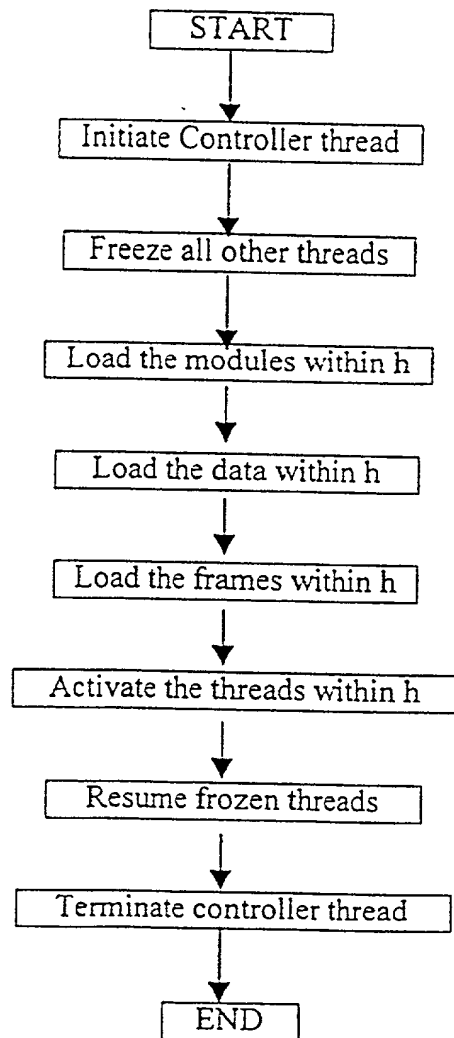 START
Initiate Controller thread
Freeze all other threads
Load the modules within h
Load the data within h
Load the frames within h
Activate the threads within h
Resume frozen threads
Terminate controller thread
END